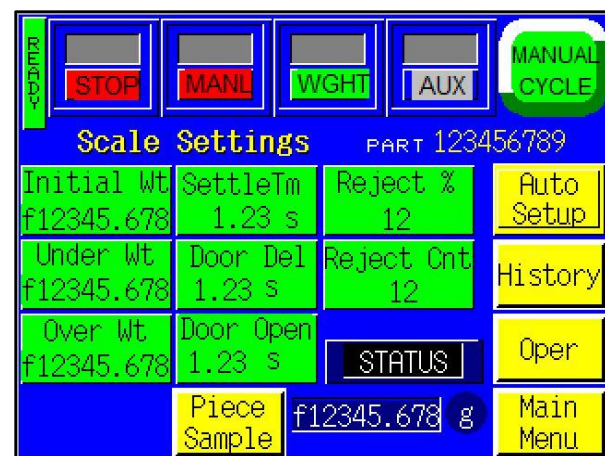 READY
STOP
MANL
WGHT
AUX
MANUAL
CYCLE
Scale Settings
PART 123456789
Initial Wt
f12345.678
SettleTm
1.23 s
Reject %
12
Auto
Setup
Under Wt
f12345.678
Door Del
1.23 s
Reject Cnt
12
History
Over Wt
f12345.678
Door Open
1.23 s
STATUS
Oper
Piece
Sample
f12345.678 g
Main
Menu